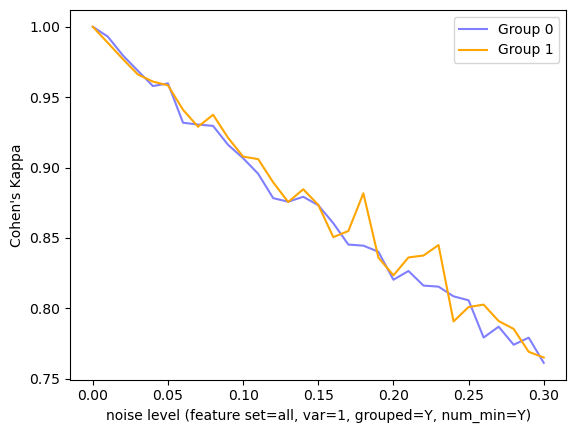 Group 0
Group 1
1.00
0.95
0.90
0.85
0.80
0.75
Cohen's Kappa
0.00 0.05 0.10 0.15 0.20 0.25 0.30
noise level (feature set=all, var=1, grouped=Y, num_min=Y)